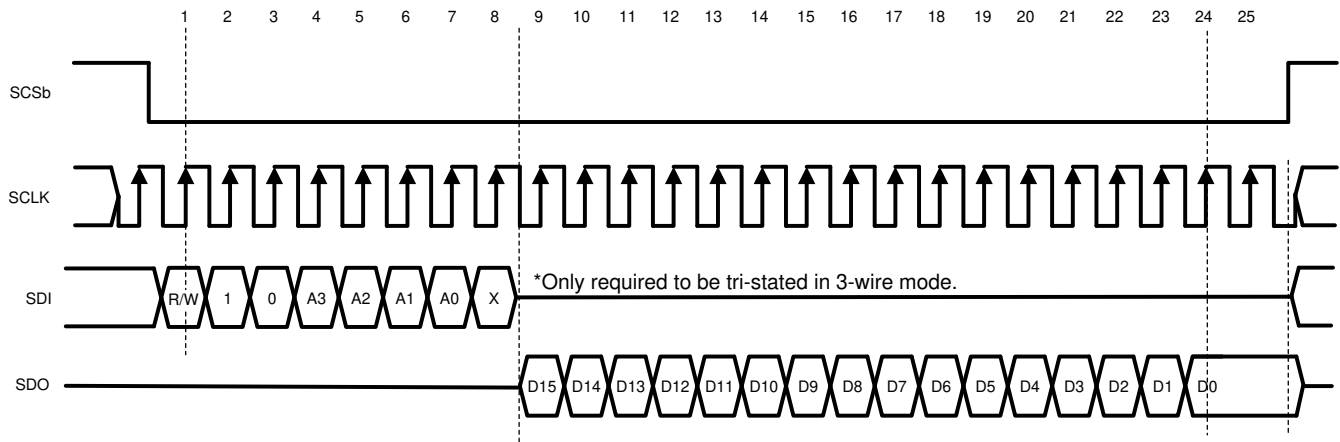 1 2 3 4 5 6 7 8 9 10 11 12 13 14 15 16 17 18 19 20 21 22 23 24 25
SCSb
SCLK
*Only required to be tri-stated in 3-wire mode.
SDI R/W 1 0 A3 A2 A1 A0 X
SDO D15 D14 D13 D12 D11 D10 D9 D8 D7 D6 D5 D4 D3 D2 D1 D0